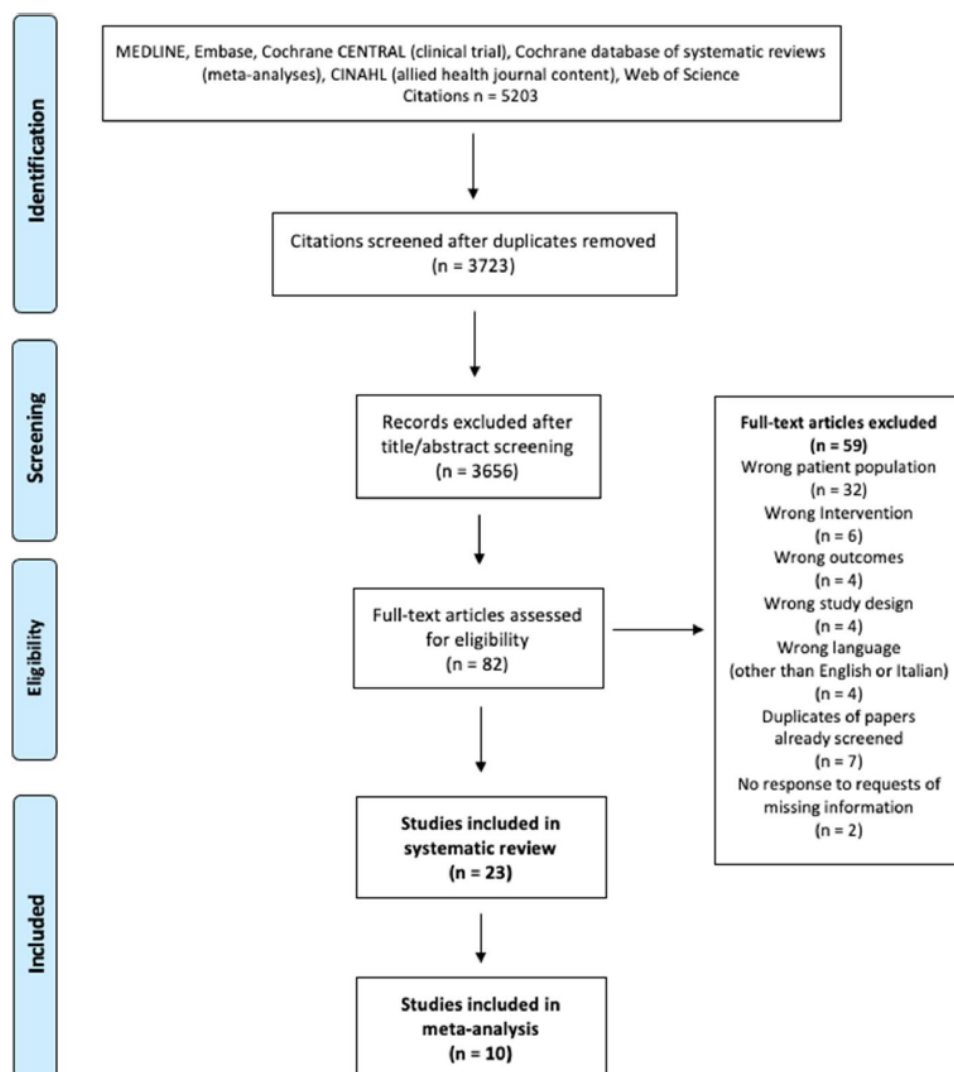 Identification
MEDLINE, Embase, Cochrane CENTRAL (clinical trial), Cochrane database of systematic reviews
(meta-analyses), CINAHL (allied health journal content), Web of Science
Citations n = 5203
Citations screened after duplicates removed
(n = 3723)
Screening
Records excluded after
title/abstract screening
(n = 3656)
Eligibility
Full-text articles assessed
for eligibility
(n = 82)
Full-text articles excluded
(n = 59)
Wrong patient population
(n = 32)
Wrong Intervention
(n = 6)
Wrong outcomes
(n = 4)
Wrong study design
(n = 4)
Wrong language
(other than English or Italian)
(n = 4)
Duplicates of papers
already screened
(n = 7)
No response to requests of
missing information
(n = 2)
Included
Studies included in
systematic review
(n = 23)
Studies included in
meta-analysis
(n = 10)